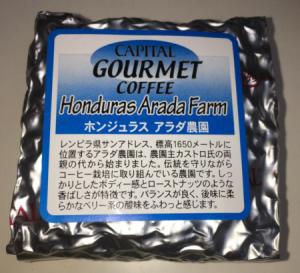 CAPITAL
GOURMET
COFFEE
Honduras Arada Farm
ホンジュラス アラダ農園
レンピラ県サンアドレス、標高1650メートルに
位置するアラダ農園は、農園主カストロ氏の両
親の代から始まりました。伝統を守りながら
コーヒー栽培に取り組んでいる農園です。しっ
かりとしたボディー感とローストナッツのような
香ばしさが特徴です。バランスが良く、後味に柔
らかなベリー系の酸味をふわっと感じます。